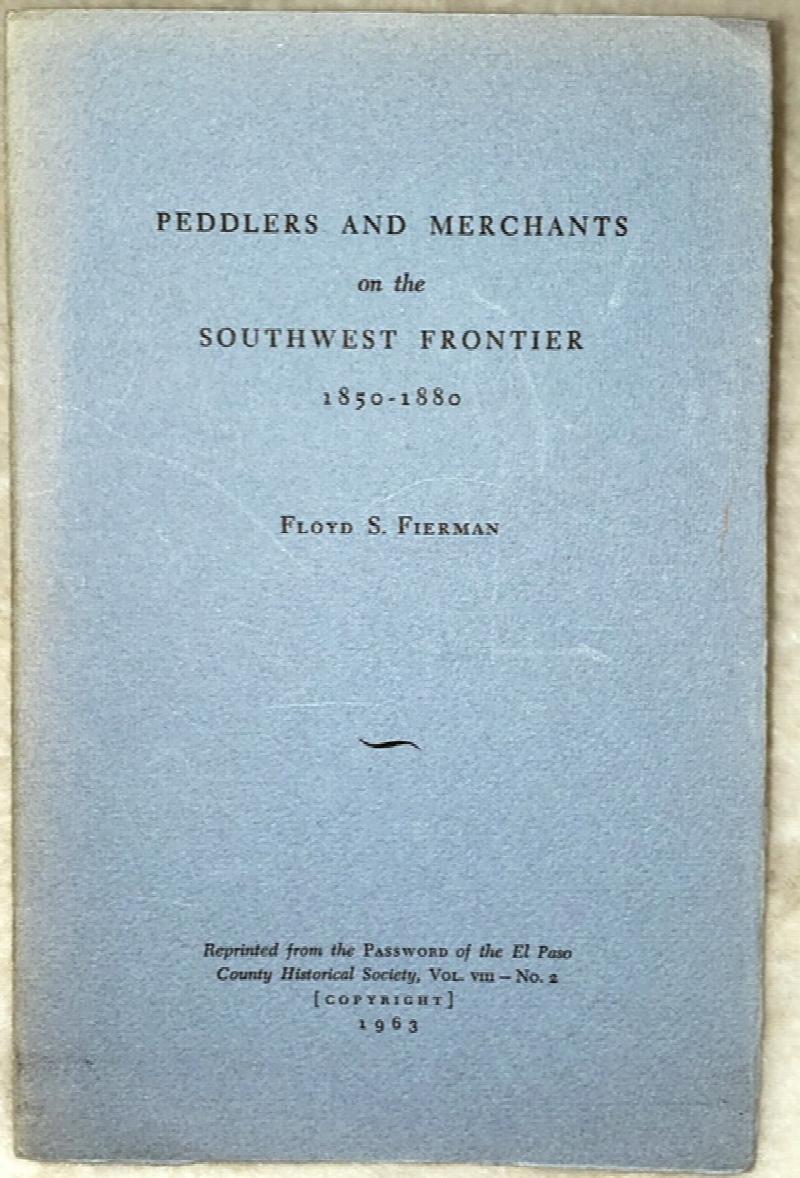 PEDDLERS AND MERCHANTS
on the
SOUTHWEST FRONTIER
1850-1880
FLOYD S. FIERMAN
Reprinted from the PASSWORD of the El Paso
County Historical Society, VOL. VIII – NO. 2
[COPYRIGHT]
1963